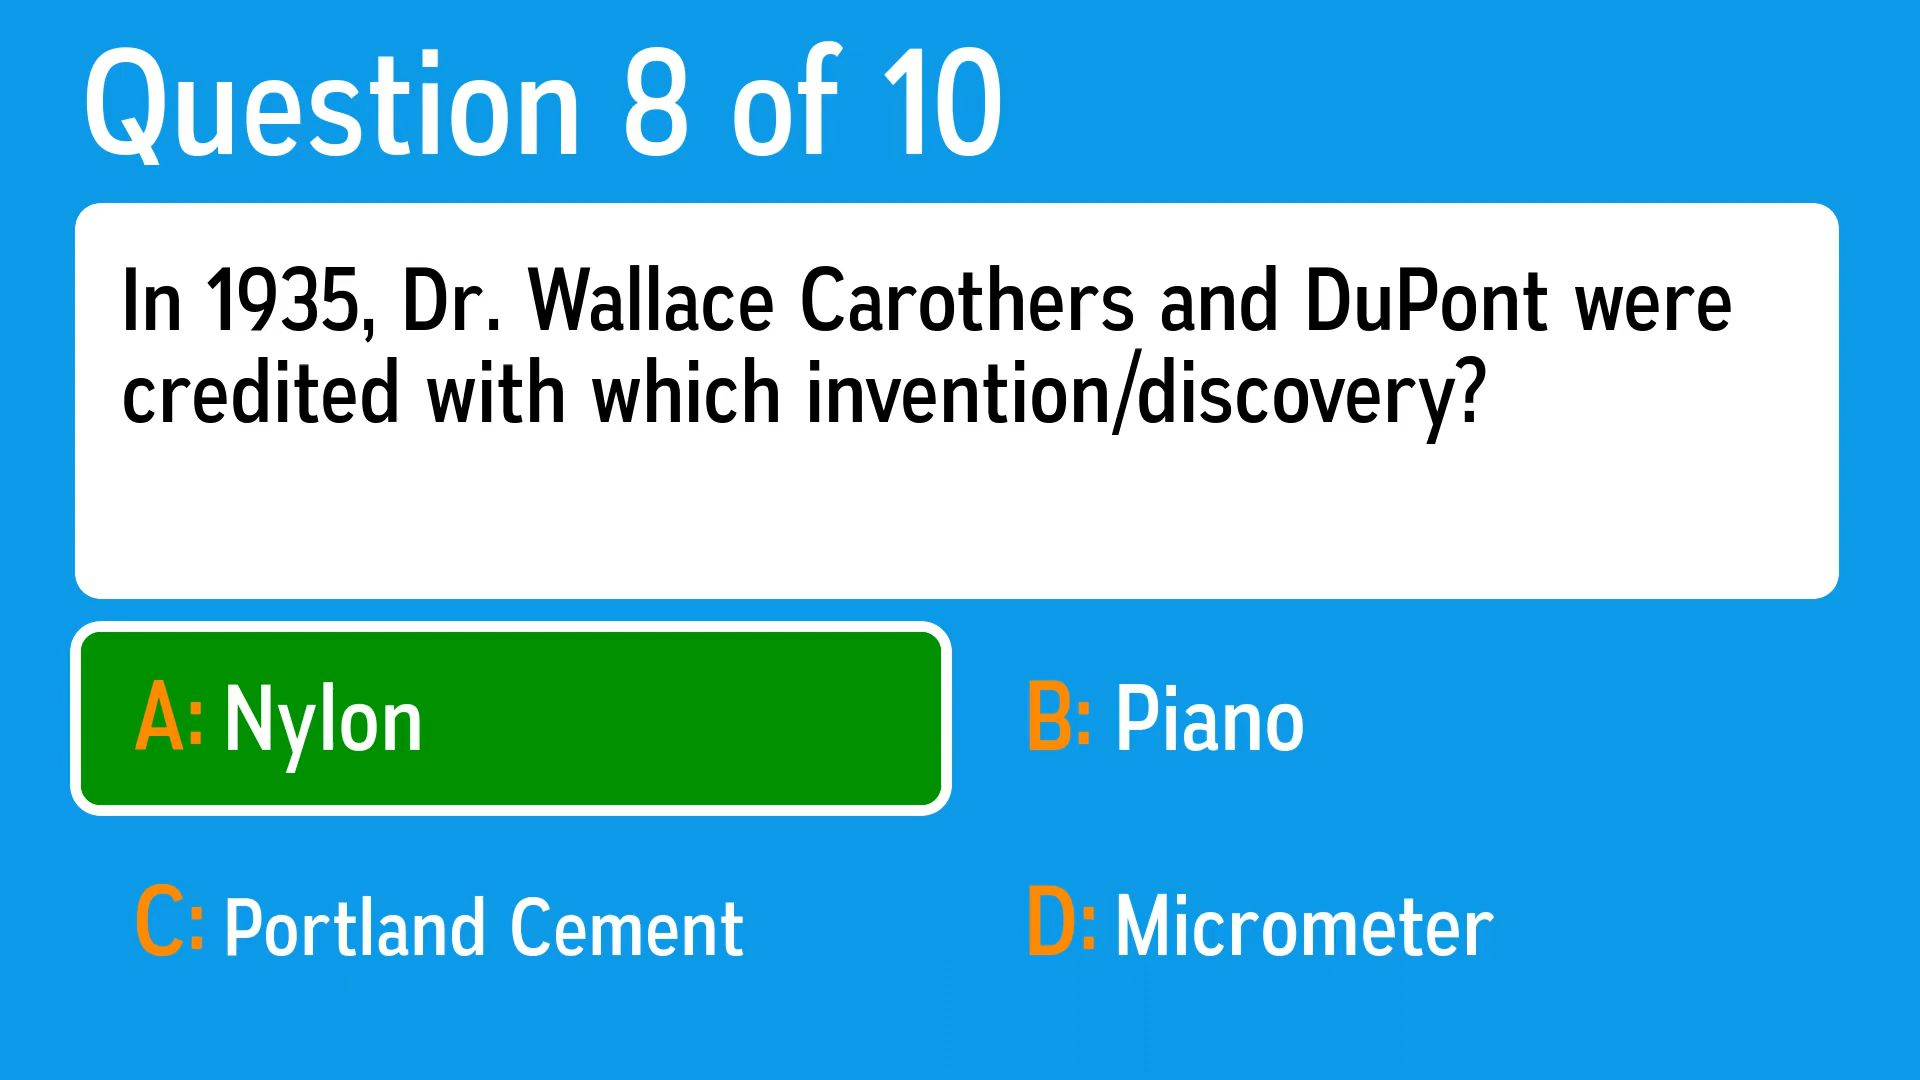 Question 8 of 10
In 1935, Dr. Wallace Carothers and DuPont were
credited with which invention/discovery?
A: Nylon
B: Piano
C: Portland Cement
D: Micrometer